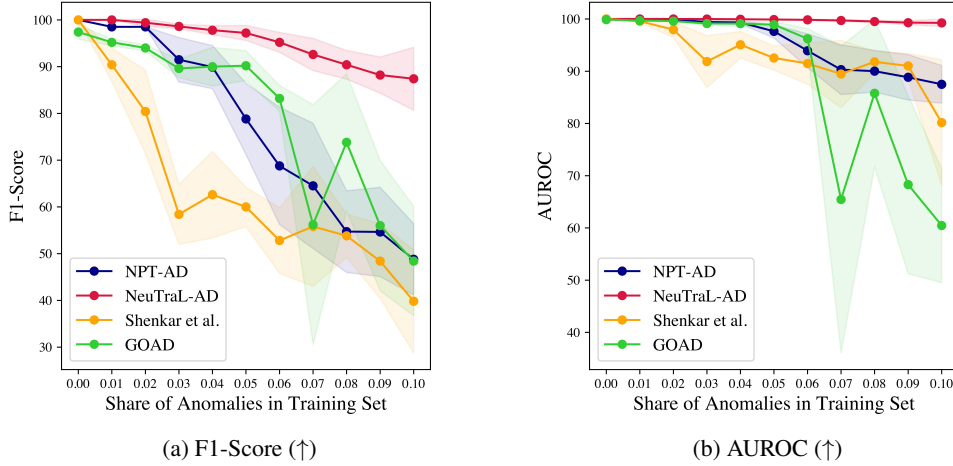 100
90
80
70
60
50
40
30
F1-Score
NPT-AD
NeuTraL-AD
Shenkar et al.
GOAD
0.00 0.01 0.02 0.03 0.04 0.05 0.06 0.07 0.08 0.09 0.10
Share of Anomalies in Training Set
(a) F1-Score (↑)
100
90
80
70
60
50
40
AUROC
NPT-AD
NeuTraL-AD
Shenkar et al.
GOAD
0.00 0.01 0.02 0.03 0.04 0.05 0.06 0.07 0.08 0.09 0.10
Share of Anomalies in Training Set
(b) AUROC (↑)